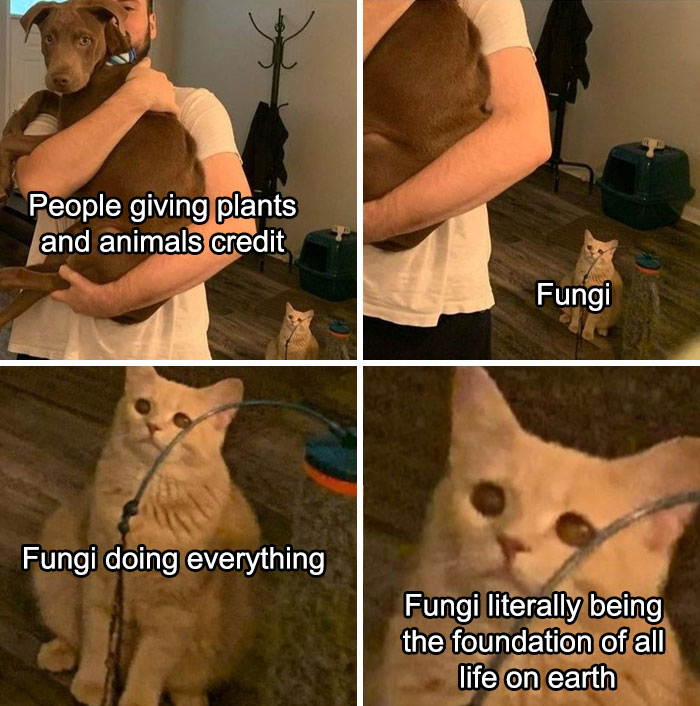 People giving plants
and animals credit
Fungi
Fungi doing everything
Fungi literally being
the foundation of all
life on earth